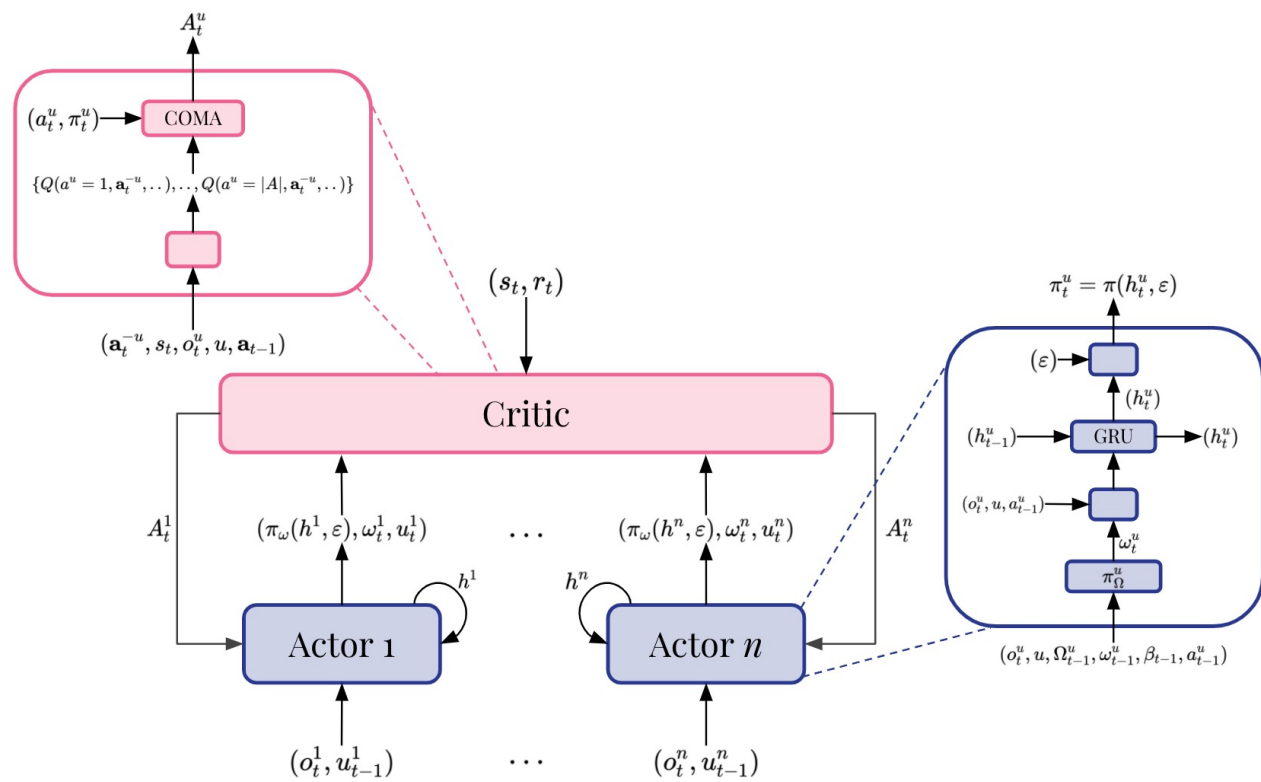 A_t^u
(a_t^u, π_t^u)
COMA
{Q(a^u = 1, a_t^{-u}, ..), .., Q(a^u = |A|, a_t^{-u}, ..)}
(a_t^{-u}, s_t, o_t^u, u, a_{t-1})
(s_t, r_t)
Critic
A_t^1
(π_ω(h^1, ε), ω_t^1, u_t^1)
...
(π_ω(h^n, ε), ω_t^n, u_t^n)
A_t^n
h^1
h^n
Actor 1
Actor n
(o_t^1, u_{t-1}^1)
...
(o_t^n, u_{t-1}^n)
π_t^u = π(h_t^u, ε)
(ε)
(h_t^u)
(h_{t-1}^u)
GRU
(h_t^u)
(o_t^u, u, a_{t-1}^u)
ω_t^u
π_Ω^u
(o_t^u, u, Ω_{t-1}^u, ω_{t-1}^u, β_{t-1}, a_{t-1}^u)